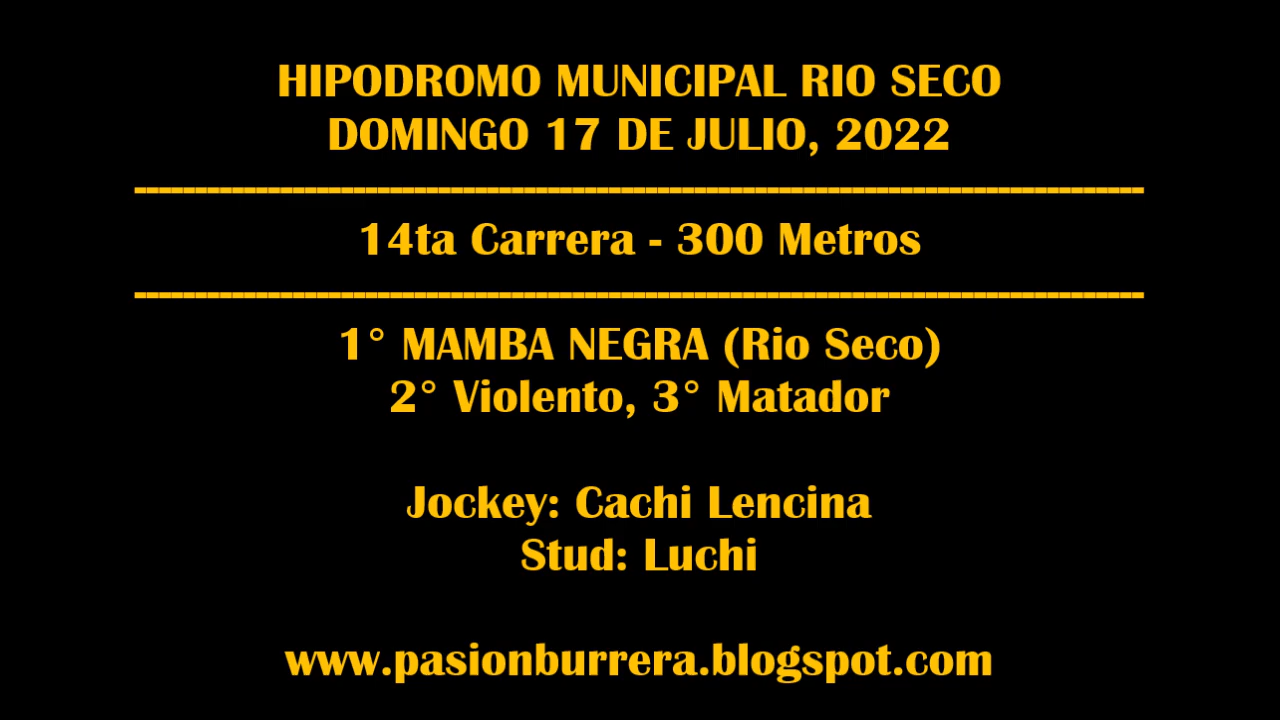 HIPODROMO MUNICIPAL RIO SECO
DOMINGO 17 DE JULIO, 2022
--------------------------------------------------------------------------------
14ta Carrera - 300 Metros
--------------------------------------------------------------------------------
1° MAMBA NEGRA (Rio Seco)
2° Violento, 3° Matador
Jockey: Cachi Lencina
Stud: Luchi
www.pasionburrera.blogspot.com